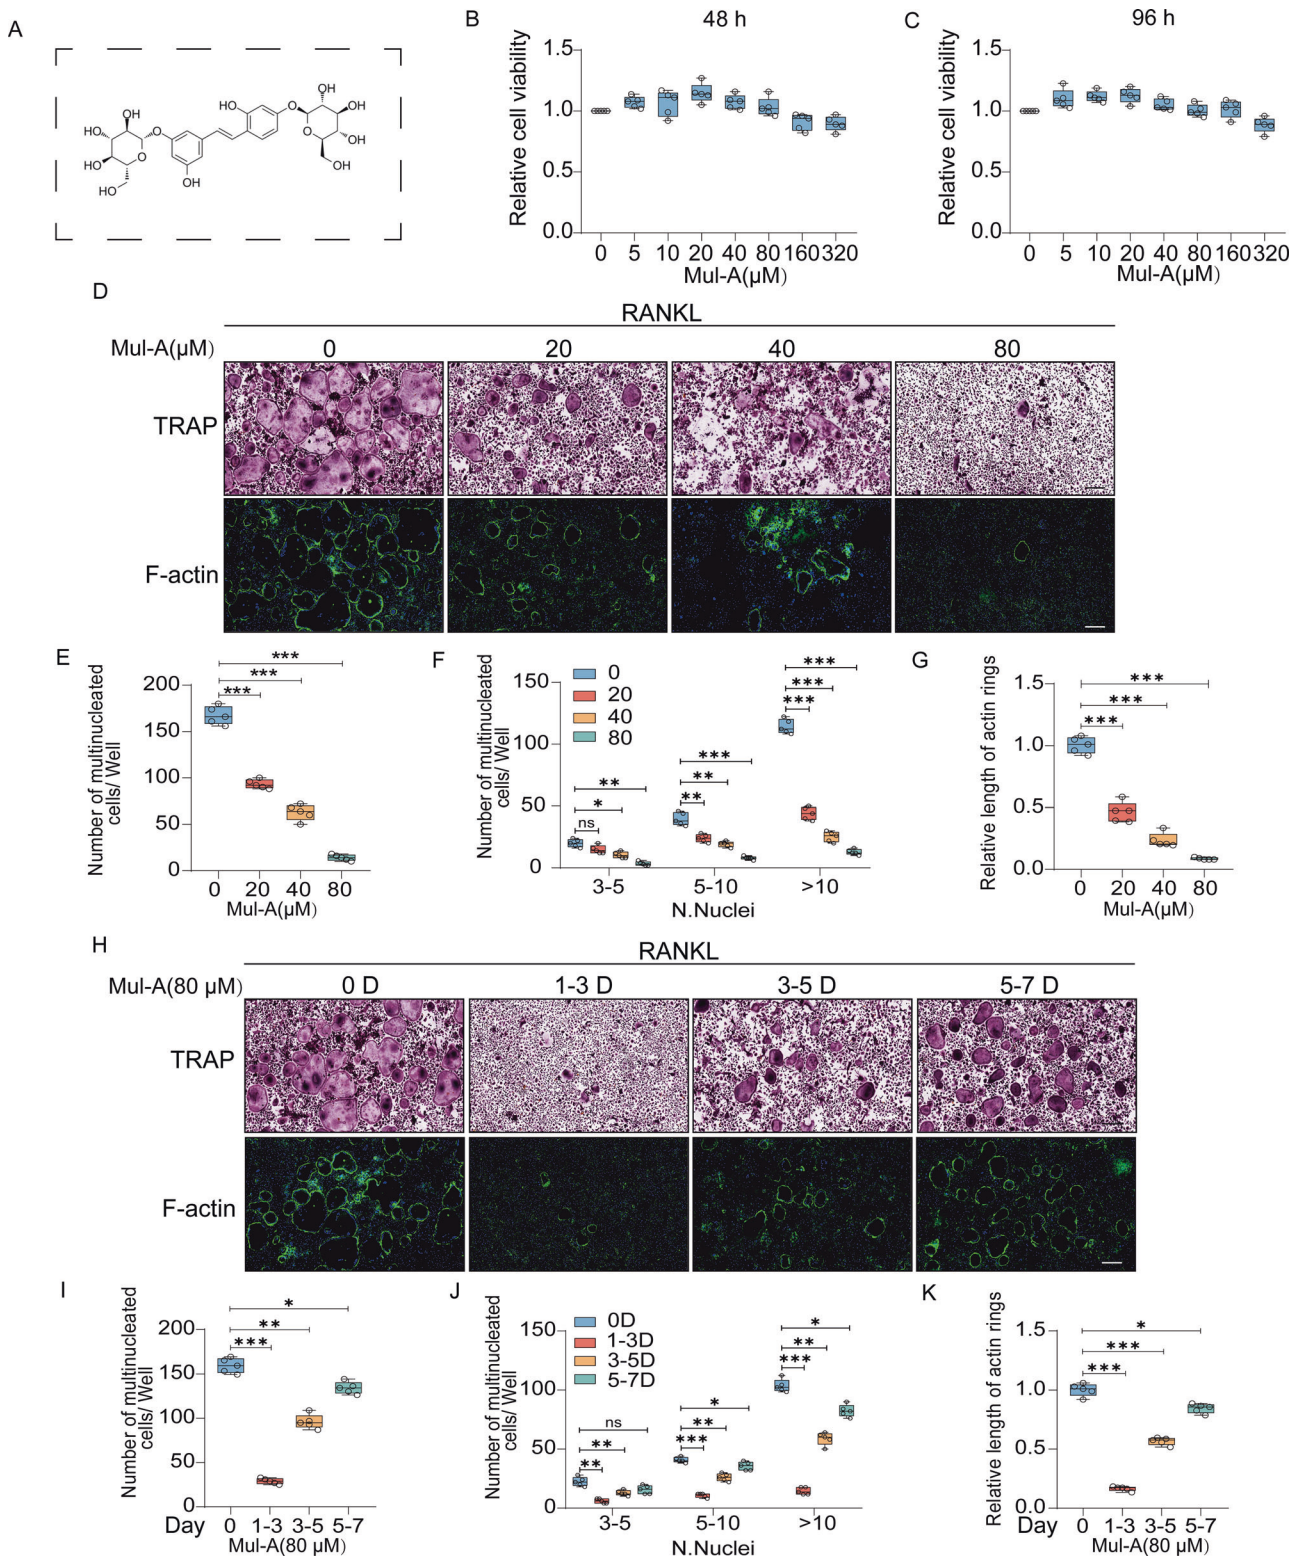 A
HO
OH
OH
HO
O
O
HO
HO
OH
O
OH
OH
O
OH
OH
B
48 h
Relative cell viability
1.5
1.0
0.5
0.0
0 5 10 20 40 80 160 320
Mul-A(μM)
C
96 h
Relative cell viability
1.5
1.0
0.5
0.0
0 5 10 20 40 80 160 320
Mul-A(μM)
D
RANKL
Mul-A(μM) 0 20 40 80
TRAP
F-actin
E
Number of multinucleated
cells/ Well
200
150
100
50
0
***
***
***
0 20 40 80
Mul-A(μM)
F
Number of multinucleated
cells/ Well
150
100
50
0
0
20
40
80
**
*
ns
***
**
**
***
***
***
3-5 5-10 >10
N.Nuclei
G
Relative length of actin rings
1.5
1.0
0.5
0.0
***
***
***
0 20 40 80
Mul-A(μM)
H
RANKL
Mul-A(80 μM) 0 D 1-3 D 3-5 D 5-7 D
TRAP
F-actin
I
Number of multinucleated
cells/ Well
200
150
100
50
0
*
**
***
Day 0 1-3 3-5 5-7
Mul-A(80 μM)
J
Number of multinucleated
cells/ Well
150
100
50
0
0D
1-3D
3-5D
5-7D
ns
**
**
*
**
***
*
**
***
3-5 5-10 >10
N.Nuclei
K
Relative length of actin rings
2.0
1.5
1.0
0.5
0.0
*
***
***
Day 0 1-3 3-5 5-7
Mul-A(80 μM)